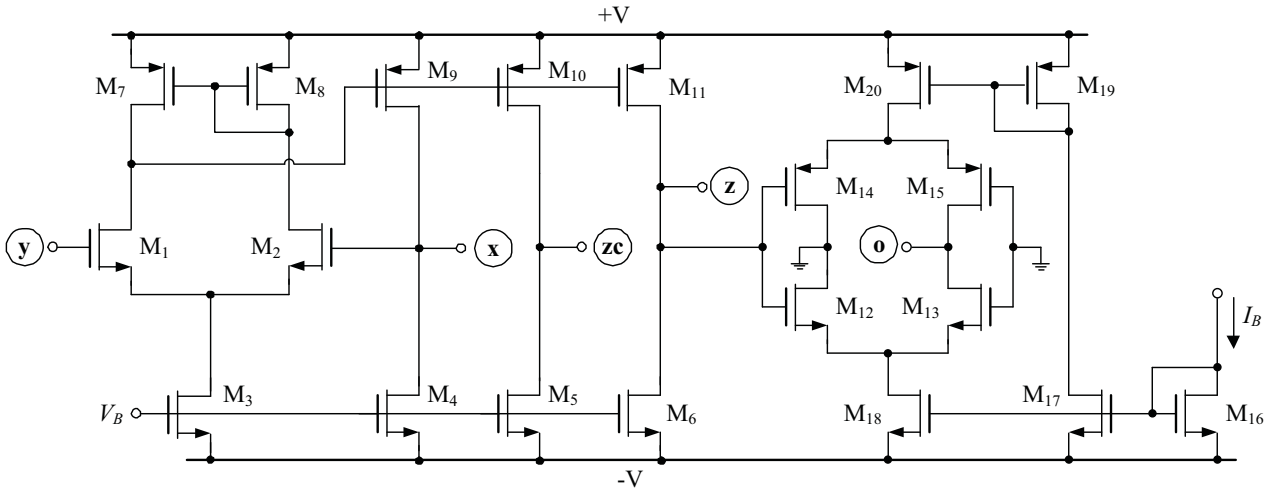 +V
M₇
M₈
M₉
M₁₀
M₁₁
M₂₀
M₁₉
M₁₄
M₁₅
z
y
M₁
M₂
x
zc
o
M₁₂
M₁₃
I_B
M₃
M₄
M₅
M₆
M₁₈
M₁₇
M₁₆
V_B
-V